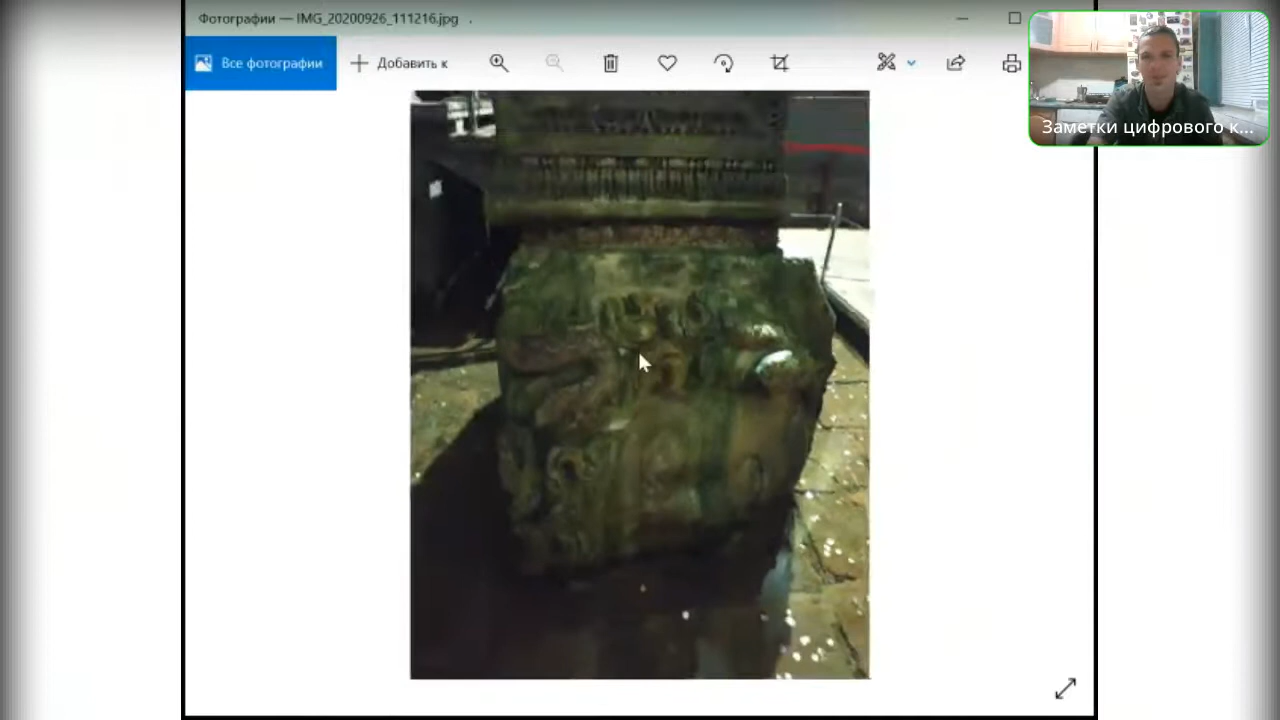 Фотографии — IMG_20200926_111216.jpg
Все фотографии
Добавить к
Заметки цифрового к...